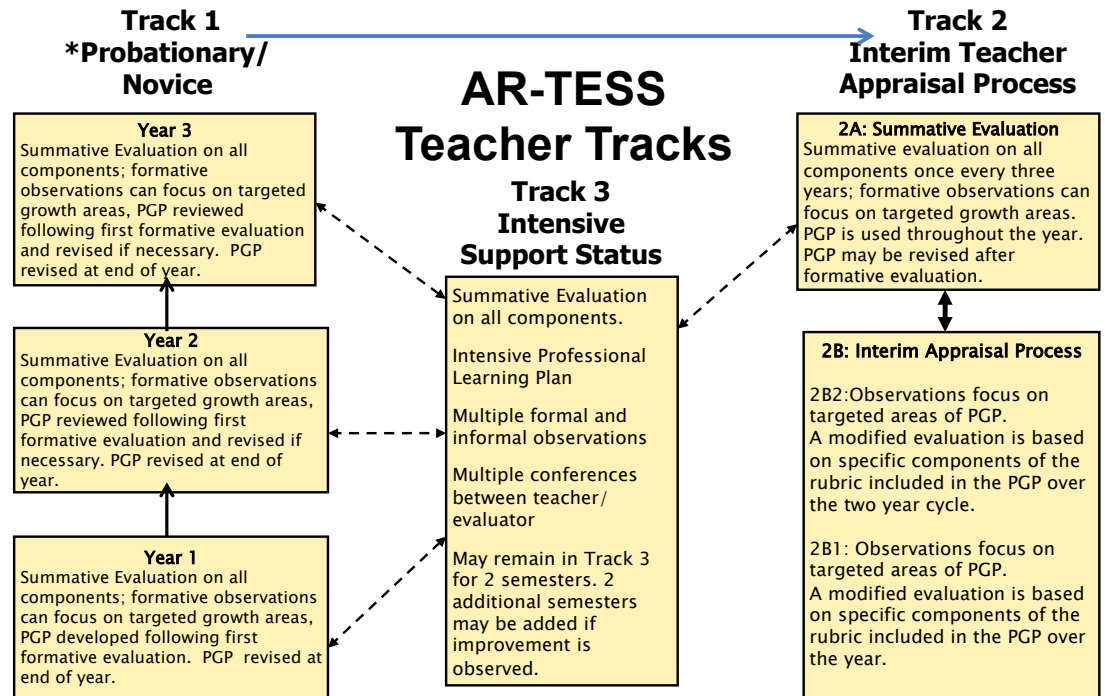 Track 1
*Probationary/
Novice
Year 3
Summative Evaluation on all
components; formative
observations can focus on targeted
growth areas, PGP reviewed
following first formative evaluation
and revised if necessary. PGP
revised at end of year.
Year 2
Summative Evaluation on all
components; formative observations
can focus on targeted growth areas,
PGP reviewed following first
formative evaluation and revised if
necessary. PGP revised at end of
year.
Year 1
Summative Evaluation on all
components; formative observations
can focus on targeted growth areas,
PGP developed following first
formative evaluation. PGP revised at
end of year.
AR-TESS
Teacher Tracks
Track 3
Intensive
Support Status
Summative Evaluation
on all components.
Intensive Professional
Learning Plan
Multiple formal and
informal observations
Multiple conferences
between teacher/
evaluator
May remain in Track 3
for 2 semesters. 2
additional semesters
may be added if
improvement is
observed.
Track 2
Interim Teacher
Appraisal Process
2A: Summative Evaluation
Summative evaluation on all
components once every three
years; formative observations can
focus on targeted growth areas.
PGP is used throughout the year.
PGP may be revised after
formative evaluation.
2B: Interim Appraisal Process
2B2:Observations focus on
targeted areas of PGP.
A modified evaluation is based
on specific components of the
rubric included in the PGP over
the two year cycle.
2B1: Observations focus on
targeted areas of PGP.
A modified evaluation is based
on specific components of the
rubric included in the PGP over
the year.